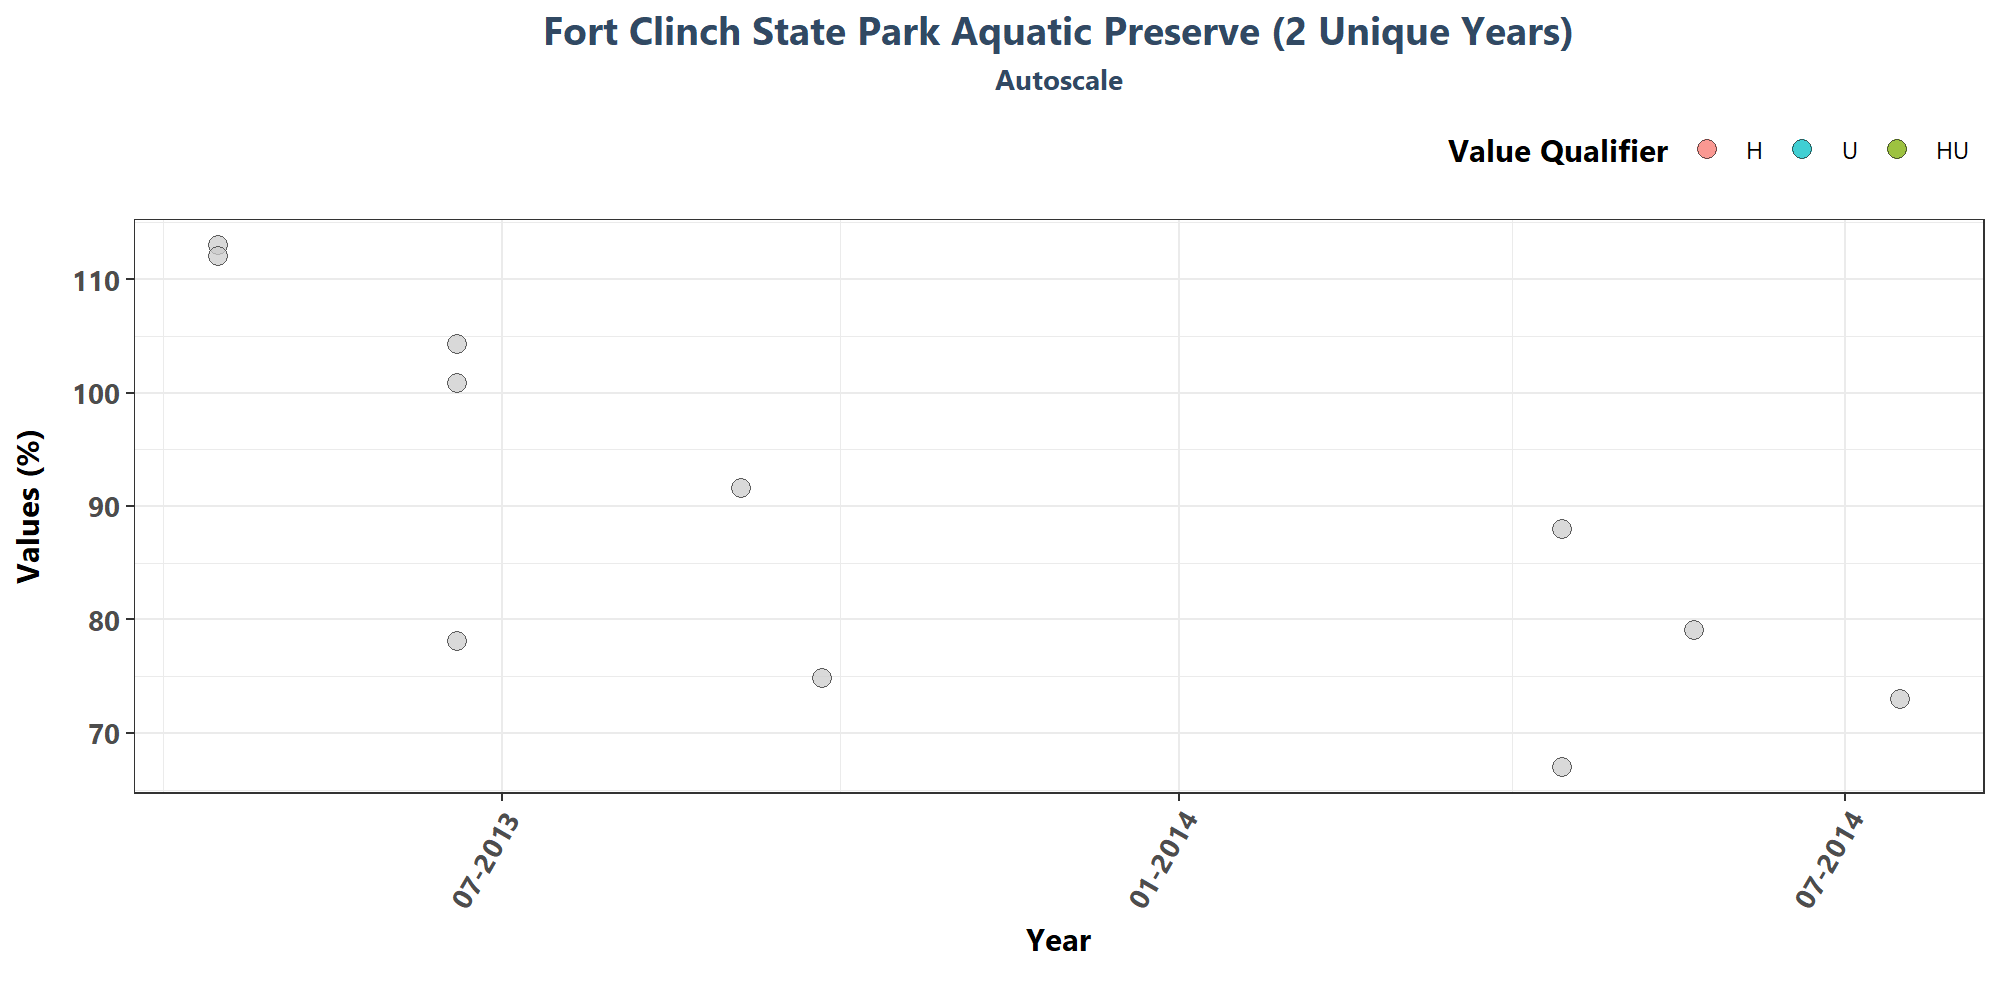 Fort Clinch State Park Aquatic Preserve (2 Unique Years)
Autoscale
Value Qualifier H U HU
Values (%)
110
100
90
80
70
07-2013
01-2014
07-2014
Year